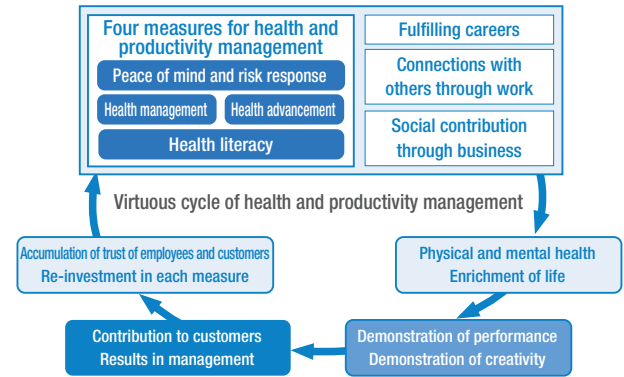 Four measures for health and
productivity management
Peace of mind and risk response
Health management
Health advancement
Health literacy
Fulfilling careers
Connections with
others through work
Social contribution
through business
Virtuous cycle of health and productivity management
Physical and mental health
Enrichment of life
Demonstration of performance
Demonstration of creativity
Contribution to customers
Results in management
Accumulation of trust of employees and customers
Re-investment in each measure